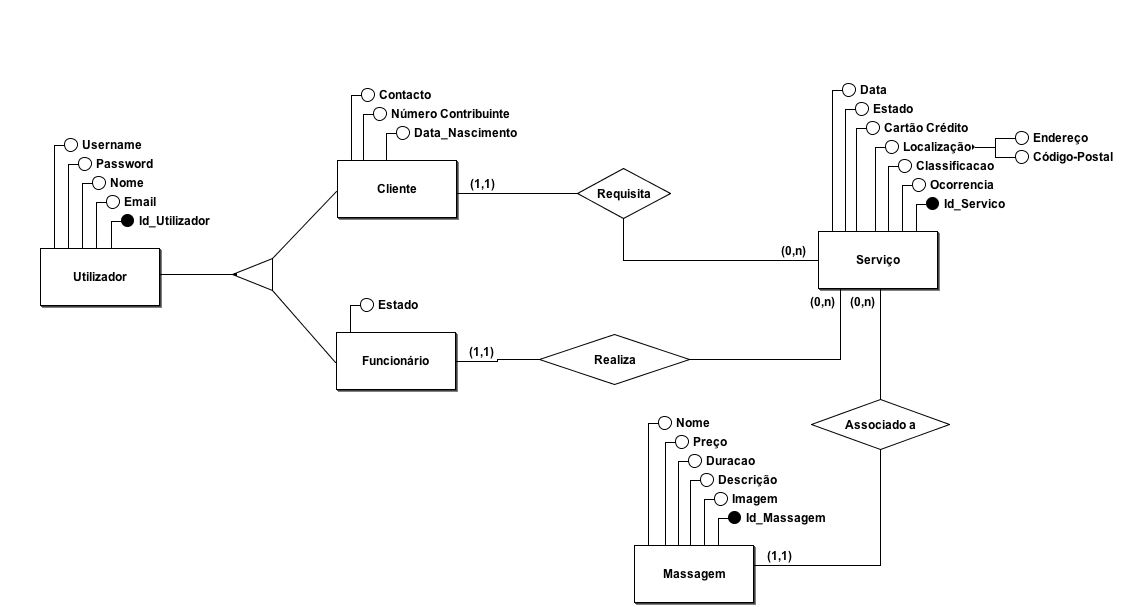 Username
Password
Nome
Email
Id_Utilizador
Utilizador
Contacto
Número Contribuinte
Data_Nascimento
Cliente
(1,1)
Requisita
(0,n)
Data
Estado
Cartão Crédito
Localização
Endereço
Código-Postal
Classificacao
Ocorrencia
Id_Servico
Serviço
(0,n)
(0,n)
Estado
Funcionário
(1,1)
Realiza
Associado a
Nome
Preço
Duracao
Descrição
Imagem
Id_Massagem
Massagem
(1,1)